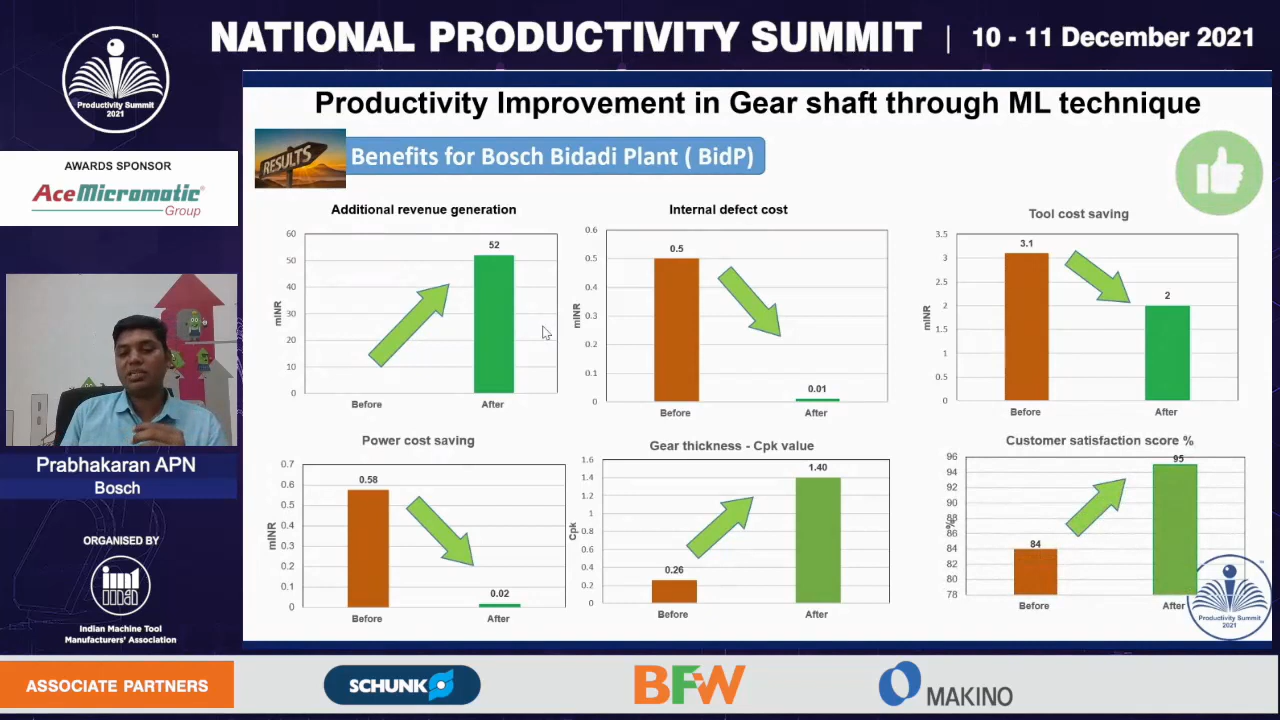 NATIONAL PRODUCTIVITY SUMMIT | 10 - 11 December 2021
Productivity Summit
2021
AWARDS SPONSOR
AceMicromatic
Group
Prabhakaran APN
Bosch
ORGANISED BY
Indian Machine Tool
Manufacturers' Association
Productivity Improvement in Gear shaft through ML technique
RESULTS
Benefits for Bosch Bidadi Plant ( BidP)
Additional revenue generation
60
50
40
30
20
10
0
mINR
52
Before
After
Internal defect cost
0.6
0.5
0.4
0.3
0.2
0.1
0
mINR
0.5
0.01
Before
After
Tool cost saving
3.5
3
2.5
2
1.5
1
0.5
0
mINR
3.1
2
Before
After
Power cost saving
0.7
0.6
0.5
0.4
0.3
0.2
0.1
0
mINR
0.58
0.02
Before
After
Gear thickness - Cpk value
1.6
1.4
1.2
1
0.8
0.6
0.4
0.2
0
Cpk
0.26
1.40
Before
After
Customer satisfaction score %
96
94
92
90
88
86
84
82
80
78
%
84
95
Before
After
Productivity Summit
2021
ASSOCIATE PARTNERS
SCHUNK
BFW
MAKINO